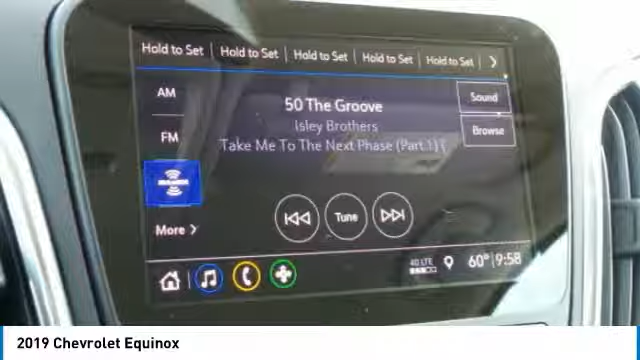 Hold to Set Hold to Set Hold to Set Hold to Set Hold to Set
AM
50 The Groove
Sound
Isley Brothers
FM
Take Me To The Next Phase (Part 1) (
Browse
More
Tune
4G LTE
60° 9:58
2019 Chevrolet Equinox